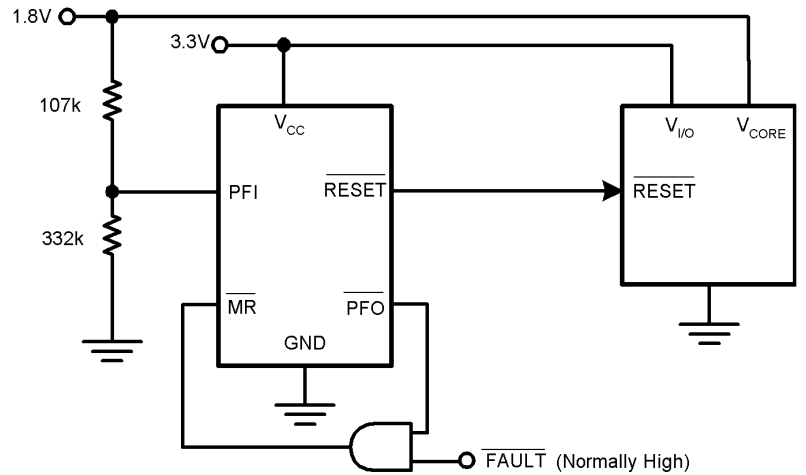 1.8V
3.3V
107k
332k
VCC
PFI
RESET
MR
PFO
GND
VI/O
VCORE
RESET
FAULT (Normally High)